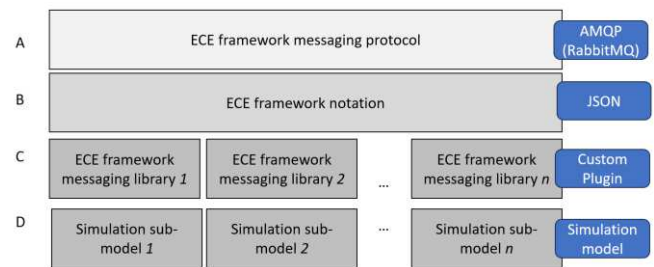 A
ECE framework messaging protocol
AMQP
(RabbitMQ)
B
ECE framework notation
JSON
C
ECE framework
messaging library 1
ECE framework
messaging library 2
...
ECE framework
messaging library n
Custom
Plugin
D
Simulation sub-
model 1
Simulation sub-
model 2
...
Simulation sub-
model n
Simulation
model